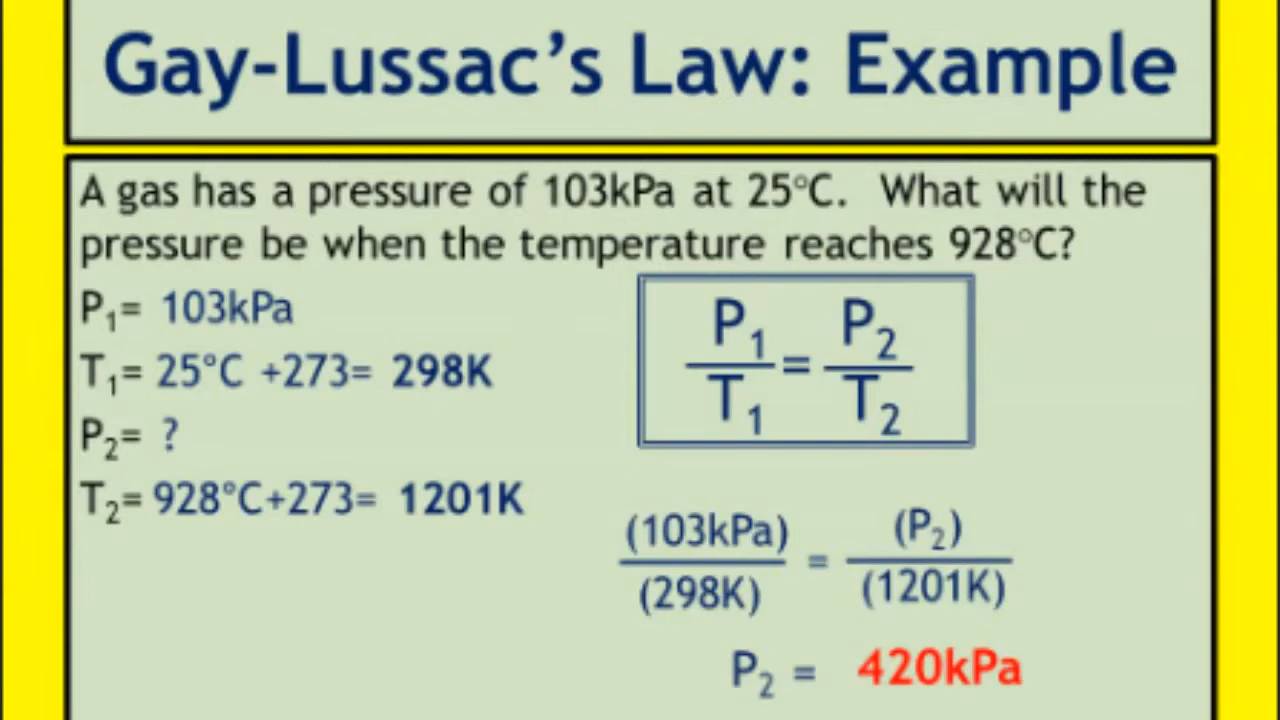 Gay-Lussac’s Law: Example
A gas has a pressure of 103kPa at 25°C. What will the
pressure be when the temperature reaches 928°C?
P₁= 103kPa
T₁= 25°C +273= 298K
P₂= ?
T₂= 928°C+273= 1201K
P₁ = P₂
T₁ T₂
(103kPa) = (P₂)
(298K) (1201K)
P₂ = 420kPa